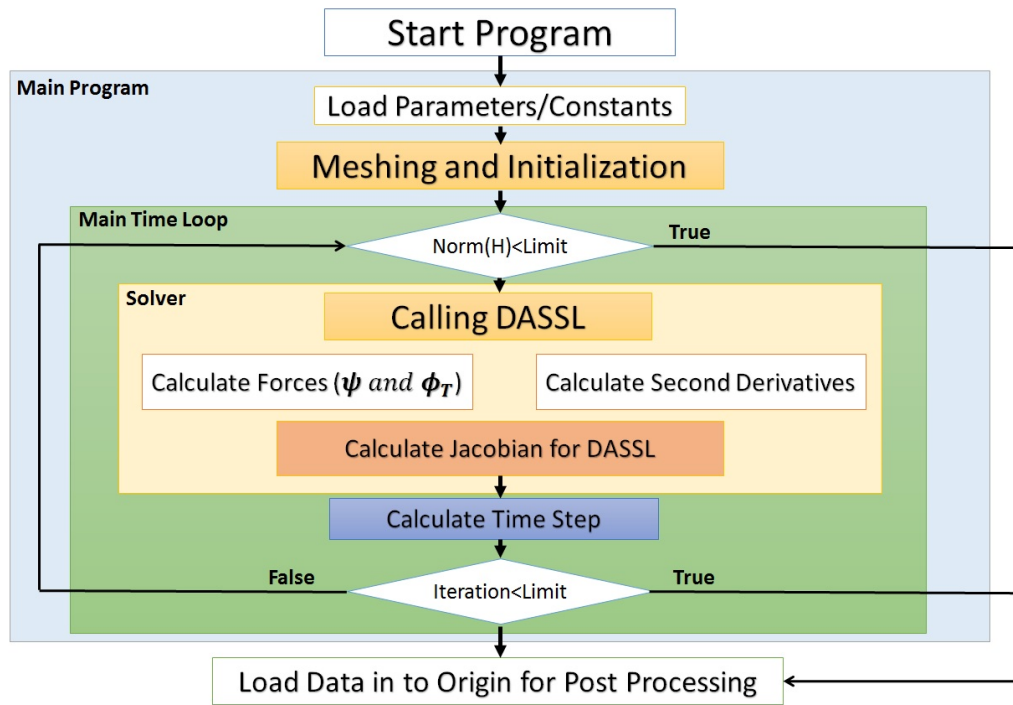 Start Program
Main Program
Load Parameters/Constants
Meshing and Initialization
Main Time Loop
Norm(H)<Limit
True
Solver
Calling DASSL
Calculate Forces (ψ and ϕ_T)
Calculate Second Derivatives
Calculate Jacobian for DASSL
Calculate Time Step
False
Iteration<Limit
True
Load Data in to Origin for Post Processing